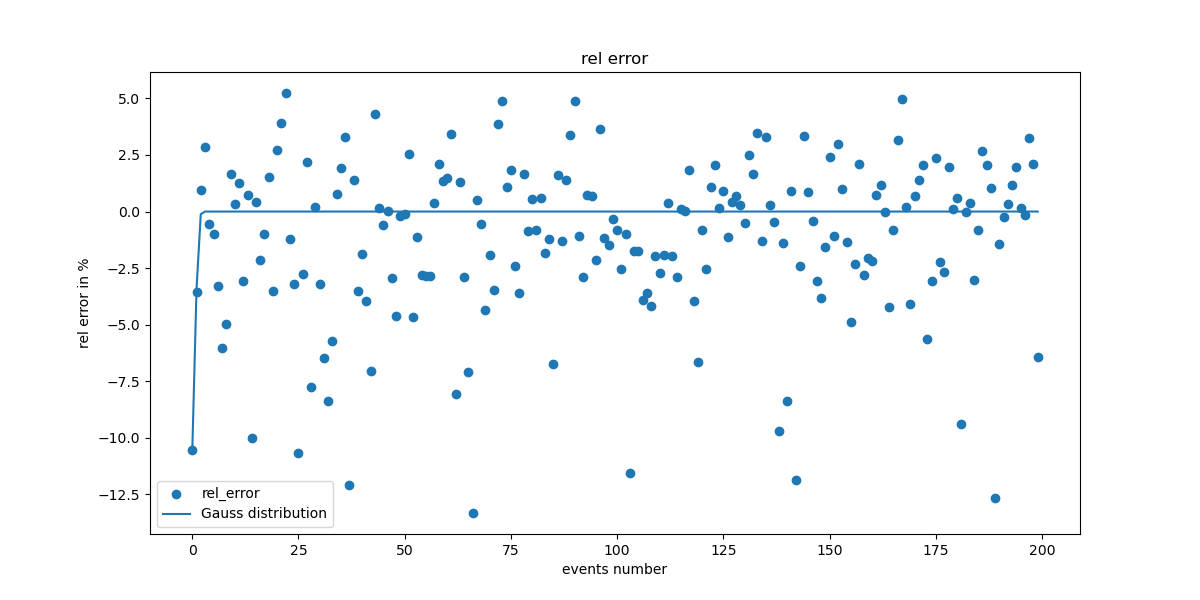 rel error
5.0
2.5
0.0
−2.5
−5.0
−7.5
−10.0
−12.5
rel error in %
rel_error
Gauss distribution
0 25 50 75 100 125 150 175 200
events number